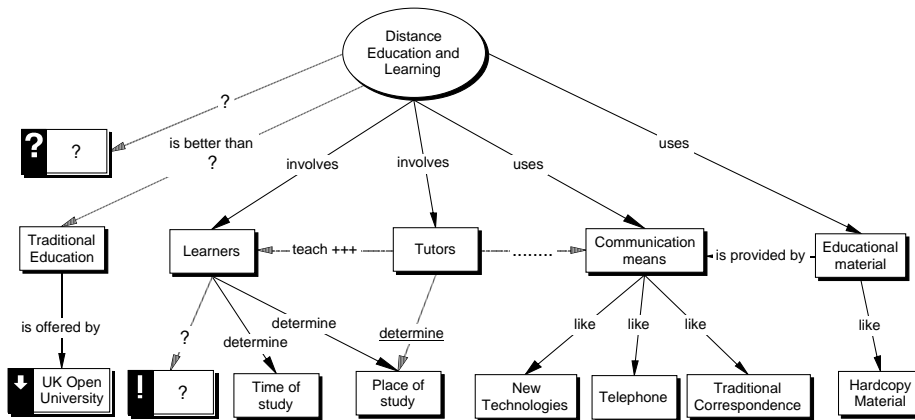 Distance
Education and
Learning
?
?
?
is better than
?
involves
involves
uses
uses
Traditional
Education
Learners
teach +++
Tutors
........
Communication
means
is provided by
Educational
material
is offered by
?
determine
determine
determine
like
like
like
like
UK Open
University
!
?
Time of
study
Place of
study
New
Technologies
Telephone
Traditional
Correspondence
Hardcopy
Material